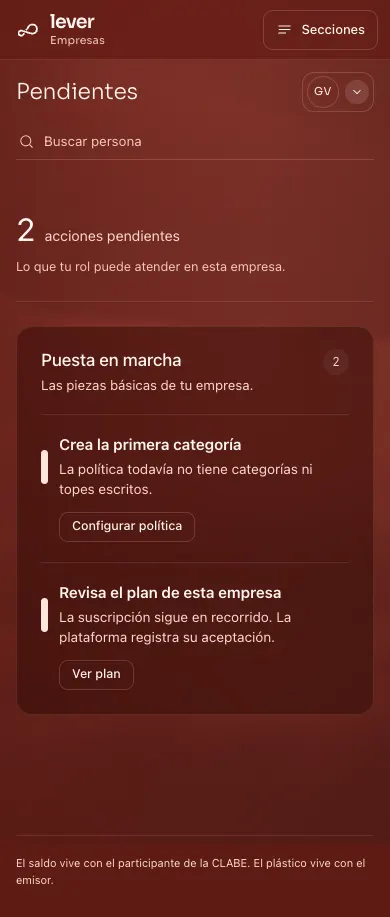 lever
Empresas
Secciones
Pendientes
GV
Buscar persona
2 acciones pendientes
Lo que tu rol puede atender en esta empresa.
Puesta en marcha
2
Las piezas básicas de tu empresa.
Crea la primera categoría
La política todavía no tiene categorías ni
topes escritos.
Configurar política
Revisa el plan de esta empresa
La suscripción sigue en recorrido. La
plataforma registra su aceptación.
Ver plan
El saldo vive con el participante de la CLABE. El plástico vive con el
emisor.